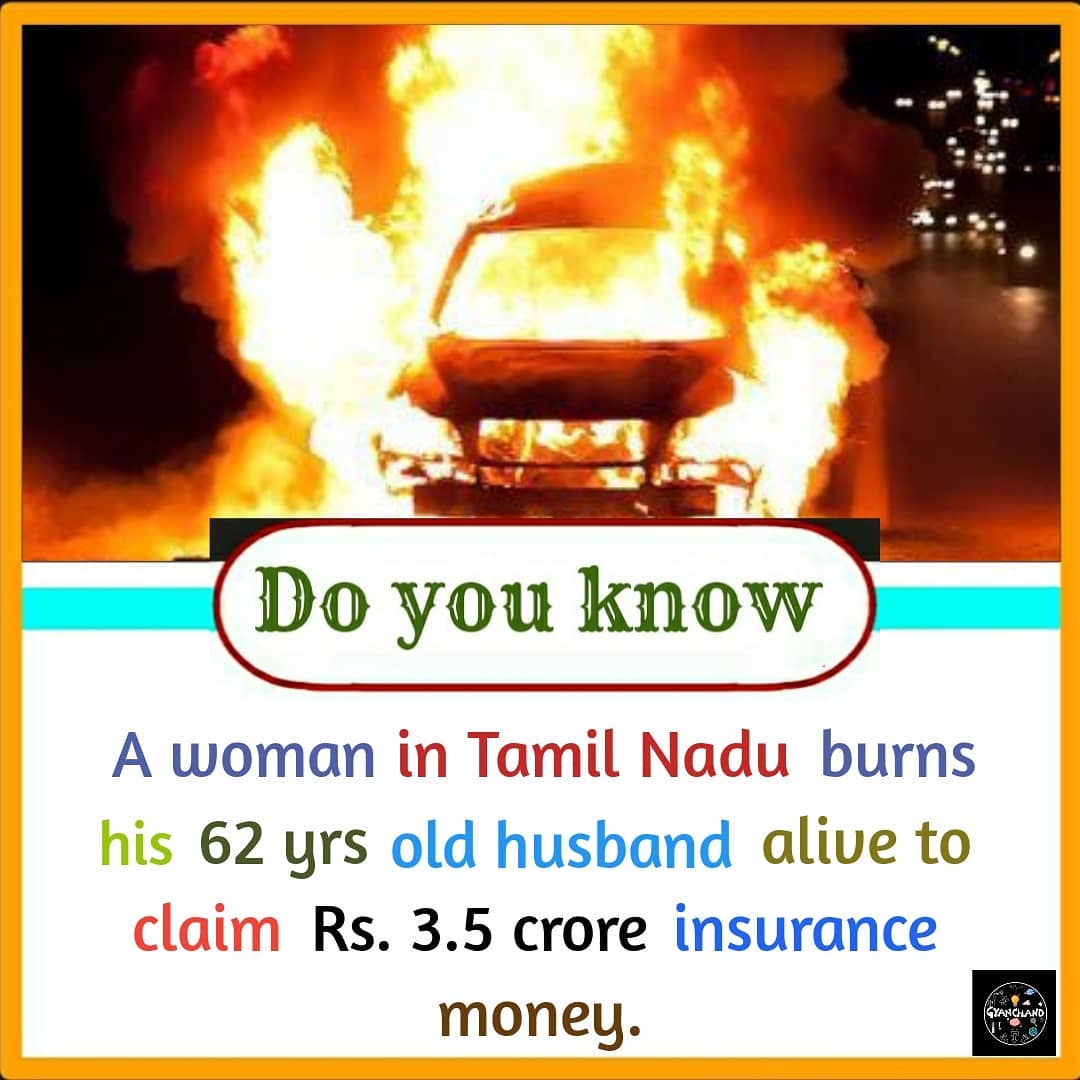 Do you know
A woman in Tamil Nadu burns
his 62 yrs old husband alive to
claim Rs. 3.5 crore insurance
money.
GYANCHAND